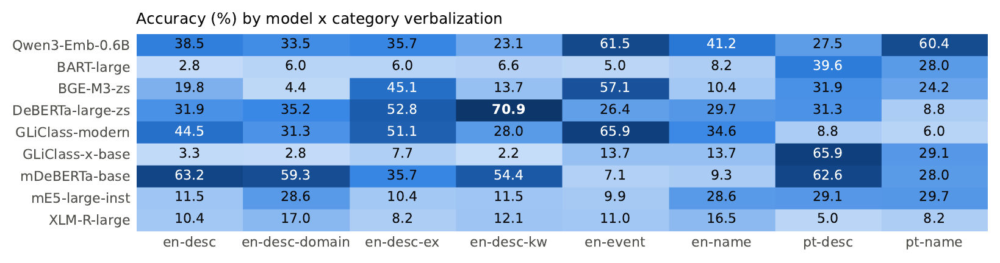 Accuracy (%) by model x category verbalization
Qwen3-Emb-0.6B 38.5 33.5 35.7 23.1 61.5 41.2 27.5 60.4
BART-large 2.8 6.0 6.0 6.6 5.0 8.2 39.6 28.0
BGE-M3-zs 19.8 4.4 45.1 13.7 57.1 10.4 31.9 24.2
DeBERTa-large-zs 31.9 35.2 52.8 70.9 26.4 29.7 31.3 8.8
GLiClass-modern 44.5 31.3 51.1 28.0 65.9 34.6 8.8 6.0
GLiClass-x-base 3.3 2.8 7.7 2.2 13.7 13.7 65.9 29.1
mDeBERTa-base 63.2 59.3 35.7 54.4 7.1 9.3 62.6 28.0
mE5-large-inst 11.5 28.6 10.4 11.5 9.9 28.6 29.1 29.7
XLM-R-large 10.4 17.0 8.2 12.1 11.0 16.5 5.0 8.2
en-desc en-desc-domain en-desc-ex en-desc-kw en-event en-name pt-desc pt-name